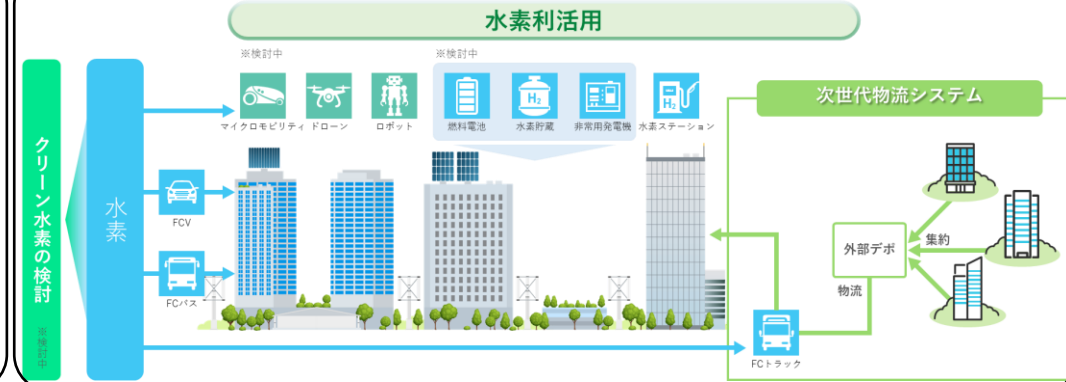 水素利活用
※検討中
※検討中
H₂
H₂
マイクロモビリティ
ドローン
ロボット
燃料電池
水素貯蔵
非常用発電機
水素ステーション
次世代物流システム
クリーン水素の検討
※検討中
水素
FCV
FCバス
外部デポ
集約
物流
FCトラック